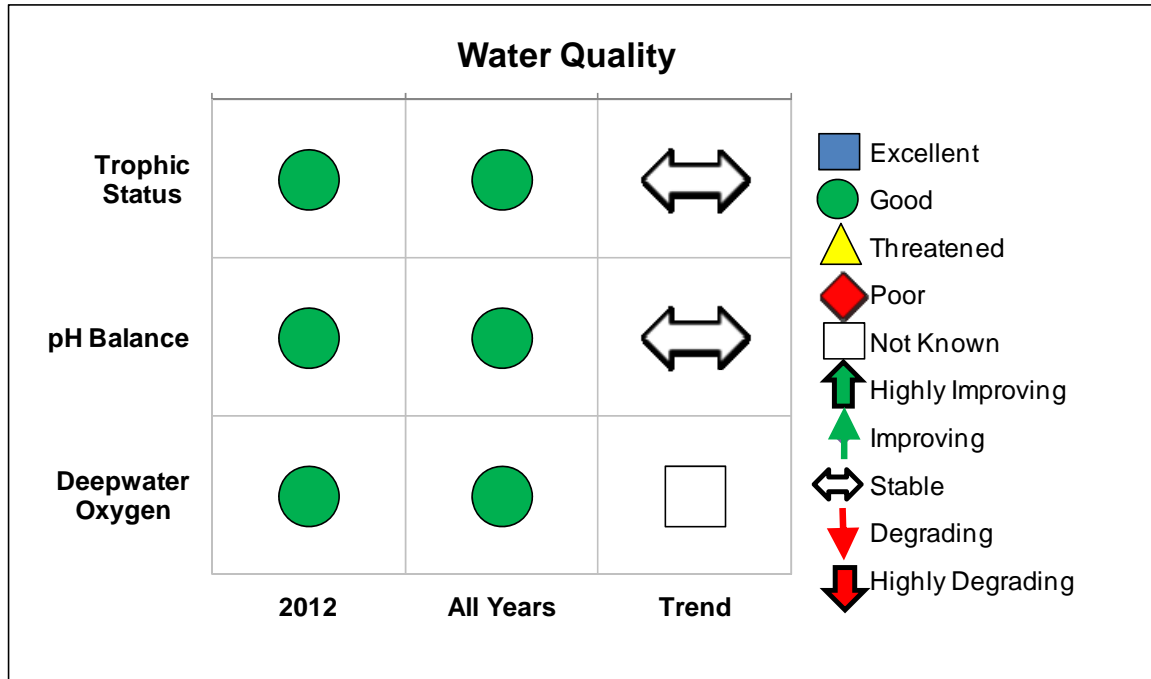 Water Quality
Trophic
Status
pH Balance
Deepwater
Oxygen
2012
All Years
Trend
Excellent
Good
Threatened
Poor
Not Known
Highly Improving
Improving
Stable
Degrading
Highly Degrading